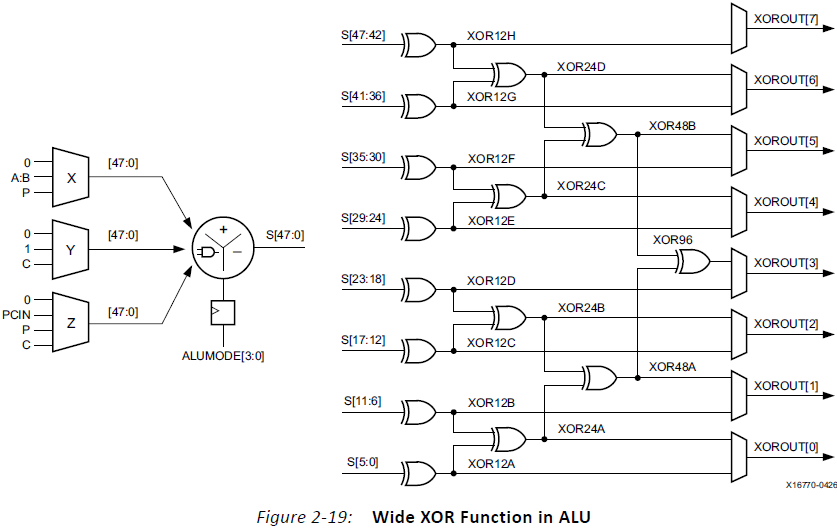 S[47:42]
XOR12H
XOROUT[7]
XOR24D
XOROUT[6]
S[41:36]
XOR12G
XOR48B
XOROUT[5]
S[35:30]
XOR12F
XOR24C
XOROUT[4]
S[29:24]
XOR12E
XOR96
XOROUT[3]
S[23:18]
XOR12D
XOR24B
XOROUT[2]
S[17:12]
XOR12C
XOR48A
XOROUT[1]
S[11:6]
XOR12B
XOR24A
XOROUT[0]
S[5:0]
XOR12A
0
A:B
P
X
[47:0]
0
1
C
Y
[47:0]
0
PCIN
P
C
Z
[47:0]
+
−
S[47:0]
ALUMODE[3:0]
X16770-0426
Figure 2-19: Wide XOR Function in ALU